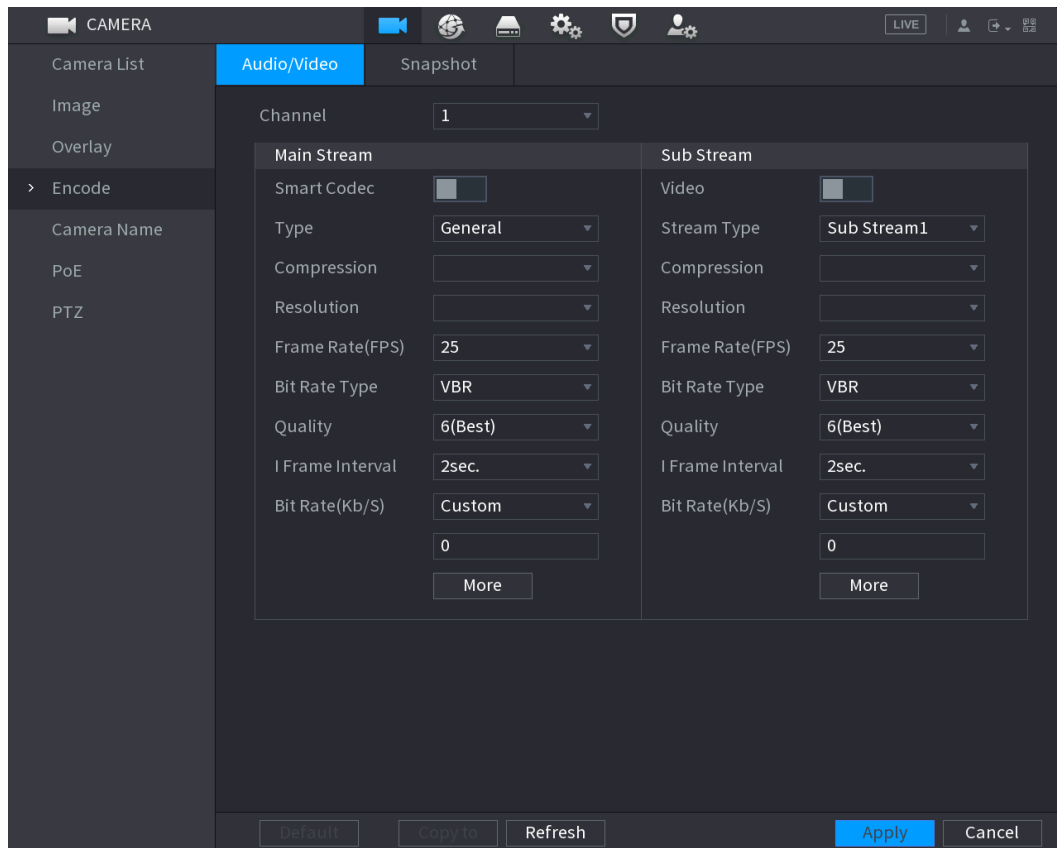 CAMERA LIVE
Camera List
Image
Overlay
Encode
Camera Name
PoE
PTZ
Audio/Video Snapshot
Channel 1
Main Stream Sub Stream
Smart Codec Video
Type General Stream Type Sub Stream1
Compression Compression
Resolution Resolution
Frame Rate(FPS) 25 Frame Rate(FPS) 25
Bit Rate Type VBR Bit Rate Type VBR
Quality 6(Best) Quality 6(Best)
I Frame Interval 2sec. I Frame Interval 2sec.
Bit Rate(Kb/S) Custom Bit Rate(Kb/S) Custom
0 0
More More
Default Copy to Refresh Apply Cancel